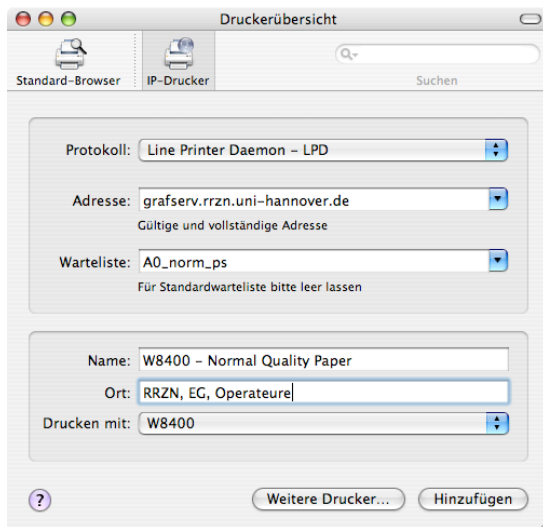 Druckerübersicht
Standard-Browser IP-Drucker Suchen
Protokoll: Line Printer Daemon – LPD
Adresse: grafserv.rrzn.uni-hannover.de
Gültige und vollständige Adresse
Warteliste: A0_norm_ps
Für Standardwarteliste bitte leer lassen
Name: W8400 – Normal Quality Paper
Ort: RRZN, EG, Operateure
Drucken mit: W8400
? Weitere Drucker... Hinzufügen